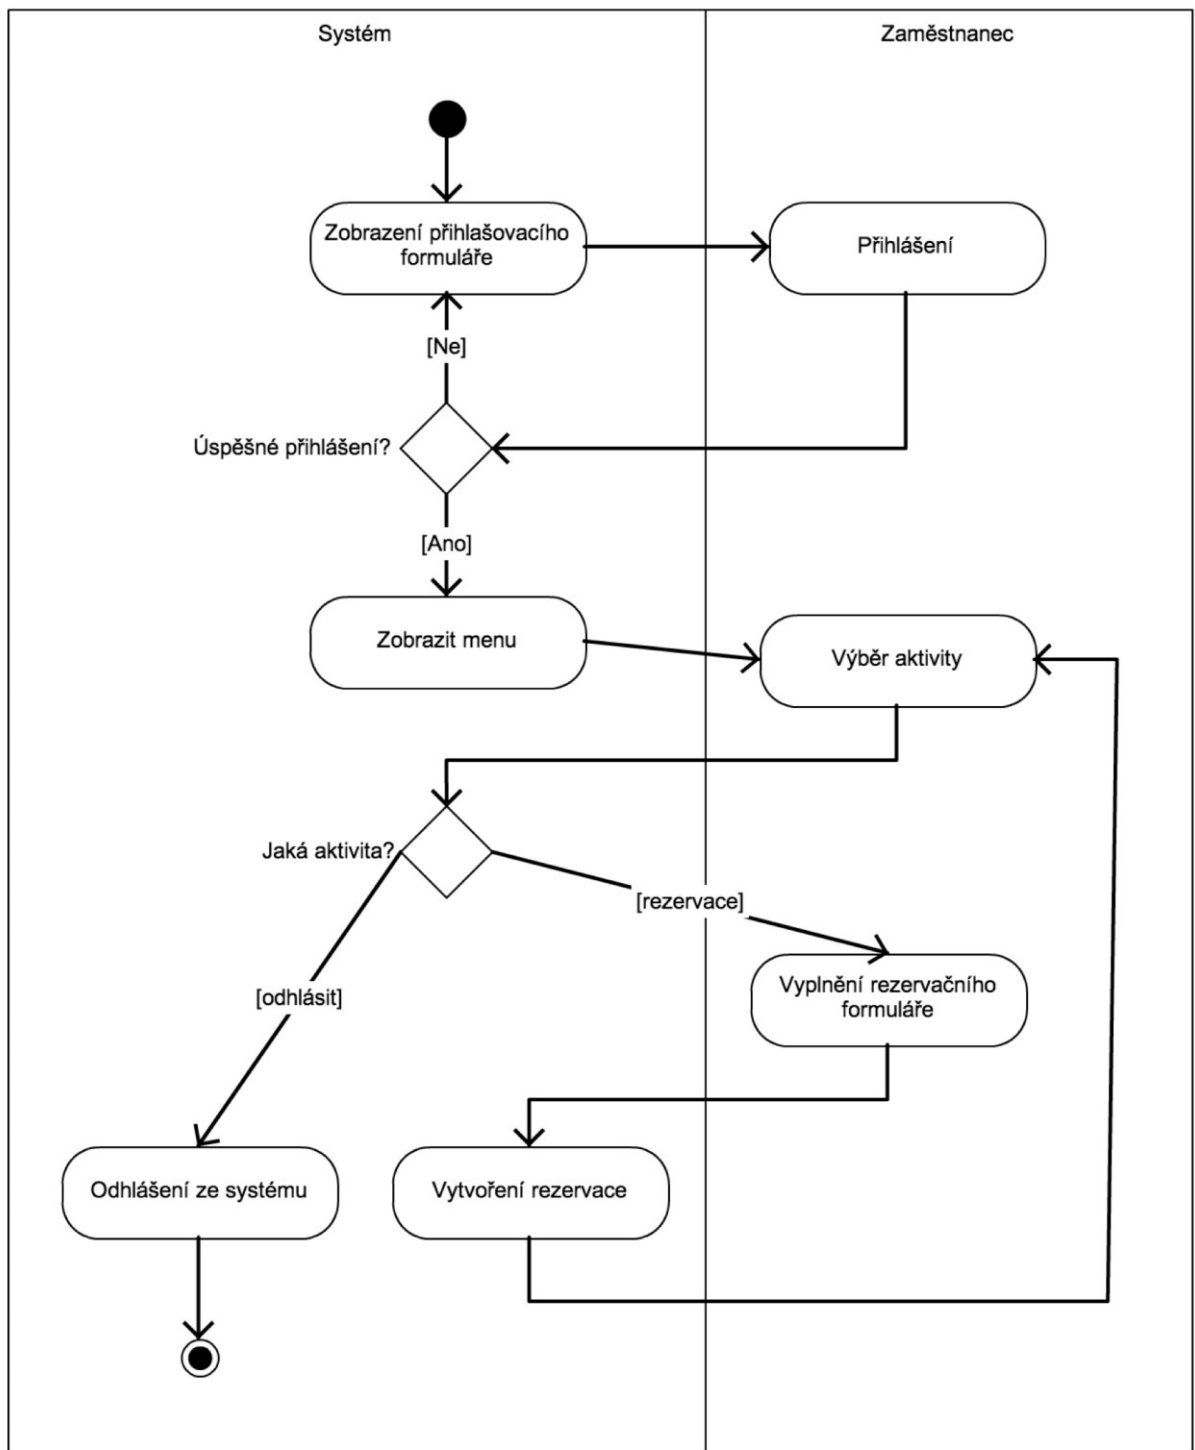 Systém
Zaměstnanec
Zobrazení přihlašovacího
formuláře
Přihlášení
[Ne]
Úspěšné přihlášení?
[Ano]
Zobrazit menu
Výběr aktivity
Jaká aktivita?
[rezervace]
Vyplnění rezervačního
formuláře
[odhlásit]
Odhlášení ze systému
Vytvoření rezervace